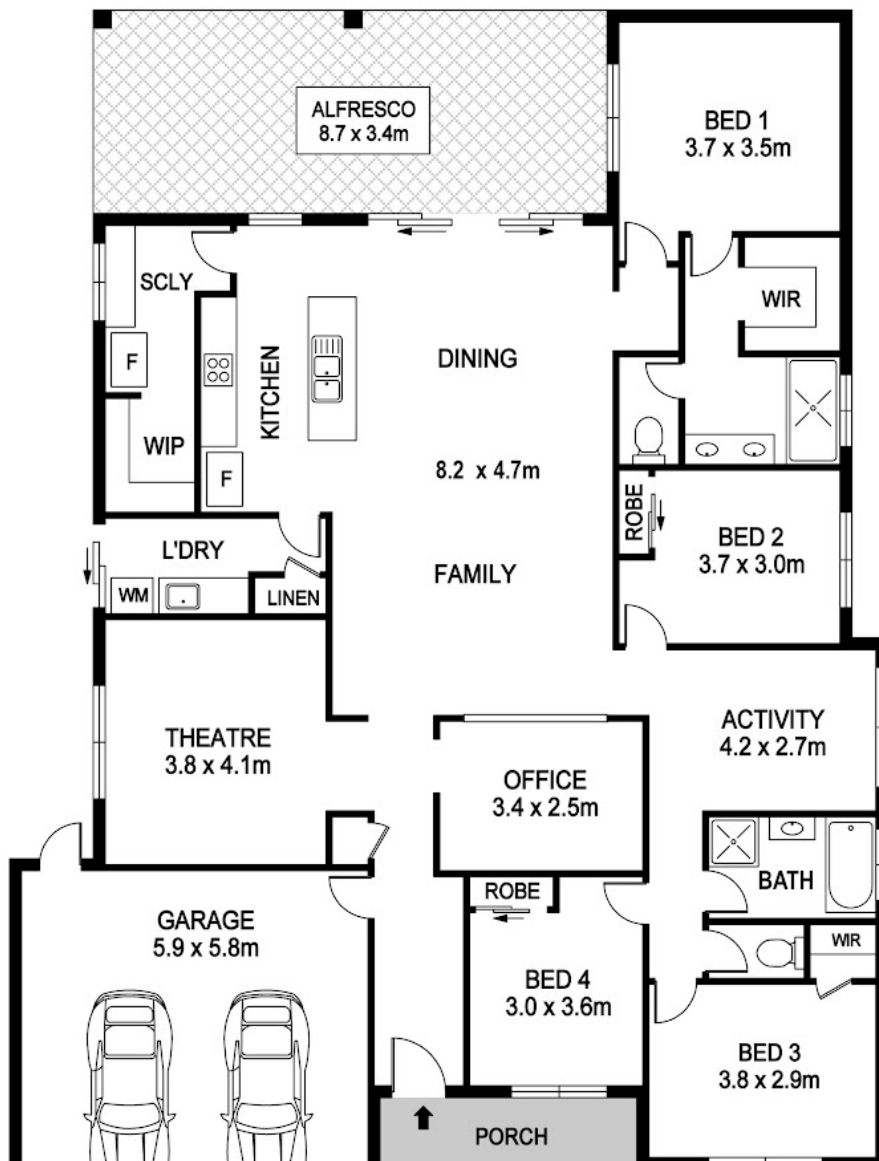 ALFRESCO
8.7 x 3.4m
BED 1
3.7 x 3.5m
SCLY
WIR
F
KITCHEN
DINING
WIP
F
8.2 x 4.7m
ROBE
BED 2
3.7 x 3.0m
L'DRY
FAMILY
WM
LINEN
THEATRE
3.8 x 4.1m
ACTIVITY
4.2 x 2.7m
OFFICE
3.4 x 2.5m
BATH
ROBE
GARAGE
5.9 x 5.8m
WIR
BED 4
3.0 x 3.6m
BED 3
3.8 x 2.9m
PORCH